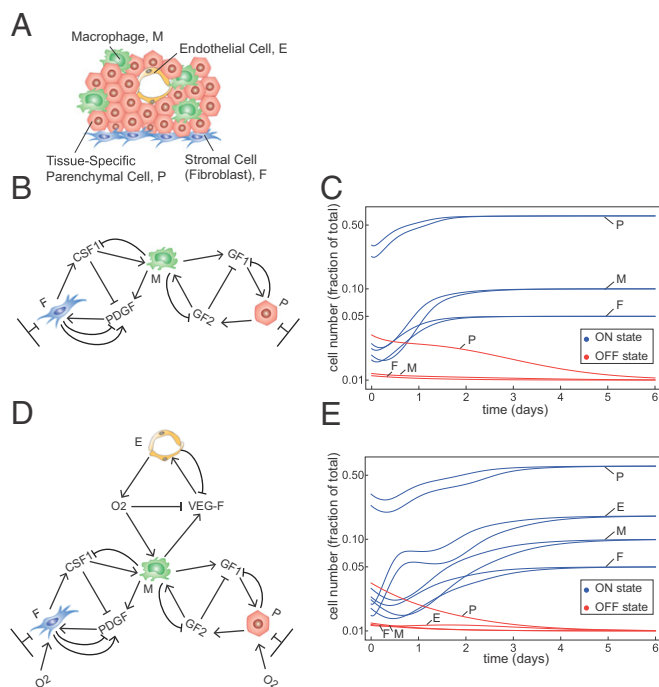 A
Macrophage, M
Endothelial Cell, E
Tissue-Specific
Parenchymal Cell, P
Stromal Cell
(Fibroblast), F
B
CSF1
GF1
F
M
P
PDGF
GF2
C
cell number (fraction of total)
0.50
0.10
0.05
0.01
P
M
F
P
F
M
ON state
OFF state
0
1
2
3
4
5
6
time (days)
D
E
O2
VEG-F
CSF1
GF1
F
M
P
PDGF
GF2
O2
O2
E
cell number (fraction of total)
0.50
0.10
0.05
0.01
P
E
M
F
P
E
F
M
ON state
OFF state
0
1
2
3
4
5
6
time (days)